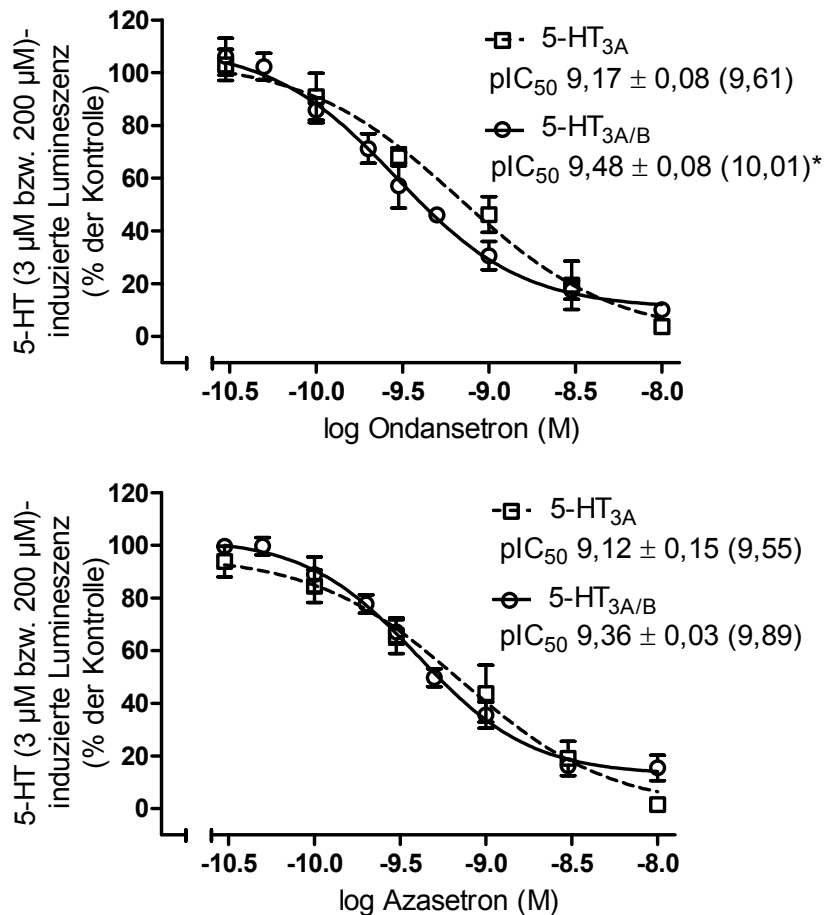 5-HT (3 µM bzw. 200 µM)-
induzierte Lumineszenz
(% der Kontrolle)
120
100
80
60
40
20
0
5-HT3A
pIC50 9,17 ± 0,08 (9,61)
5-HT3A/B
pIC50 9,48 ± 0,08 (10,01)*
-10.5 -10.0 -9.5 -9.0 -8.5 -8.0
log Ondansetron (M)
5-HT (3 µM bzw. 200 µM)-
induzierte Lumineszenz
(% der Kontrolle)
120
100
80
60
40
20
0
5-HT3A
pIC50 9,12 ± 0,15 (9,55)
5-HT3A/B
pIC50 9,36 ± 0,03 (9,89)
-10.5 -10.0 -9.5 -9.0 -8.5 -8.0
log Azasetron (M)